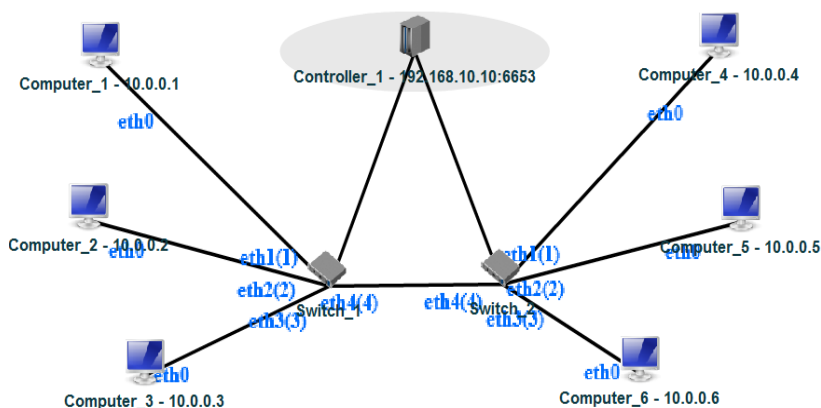 Computer_1 - 10.0.0.1
Controller_1 - 192.168.10.10:6653
Computer_4 - 10.0.0.4
eth0
eth0
Computer_2 - 10.0.0.2
eth0
Computer_5 - 10.0.0.5
eth0
eth1(1)
eth1(1)
eth2(2)
eth2(2)
eth4(4)
eth4(4)
Switch_1
Switch_2
eth3(3)
eth3(3)
eth0
eth0
Computer_3 - 10.0.0.3
Computer_6 - 10.0.0.6